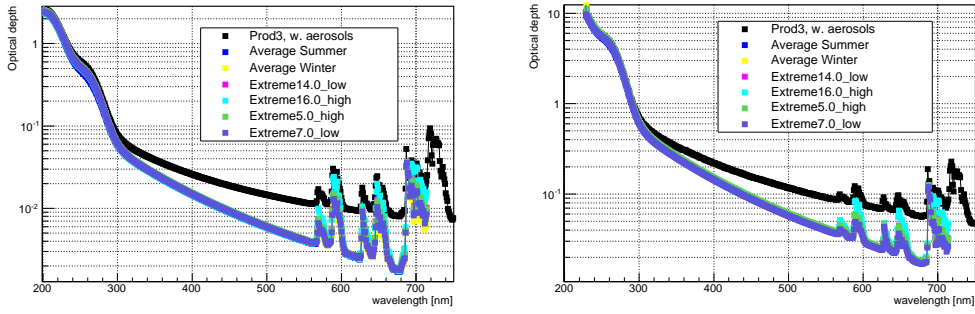 Optical depth
1
10-1
10-2
Prod3, w. aerosols
Average Summer
Average Winter
Extreme14.0_low
Extreme16.0_high
Extreme5.0_high
Extreme7.0_low
200 300 400 500 600 700
wavelength [nm]
Optical depth
10
1
10-1
Prod3, w. aerosols
Average Summer
Average Winter
Extreme14.0_low
Extreme16.0_high
Extreme5.0_high
Extreme7.0_low
200 300 400 500 600 700
wavelength [nm]